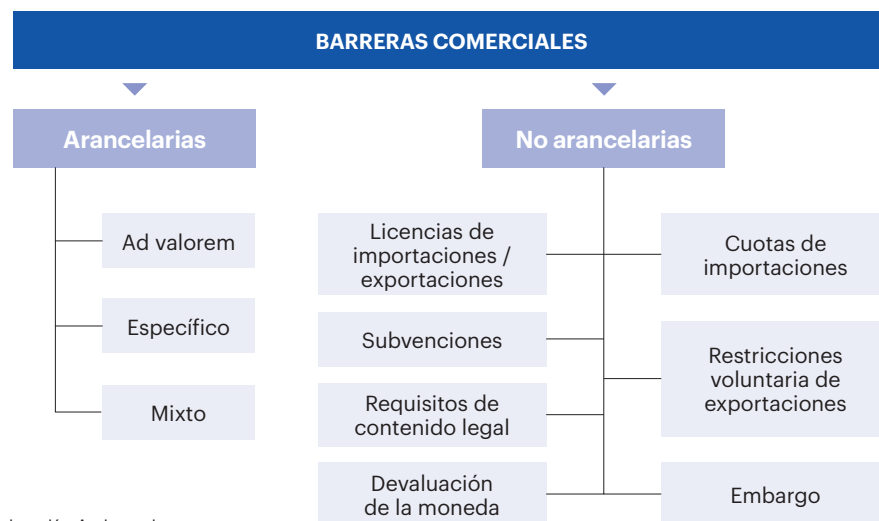 BARRERAS COMERCIALES
Arancelarias
Ad valorem
Específico
Mixto
No arancelarias
Licencias de
importaciones /
exportaciones
Subvenciones
Requisitos de
contenido legal
Devaluación
de la moneda
Cuotas de
importaciones
Restricciones
voluntaria de
exportaciones
Embargo